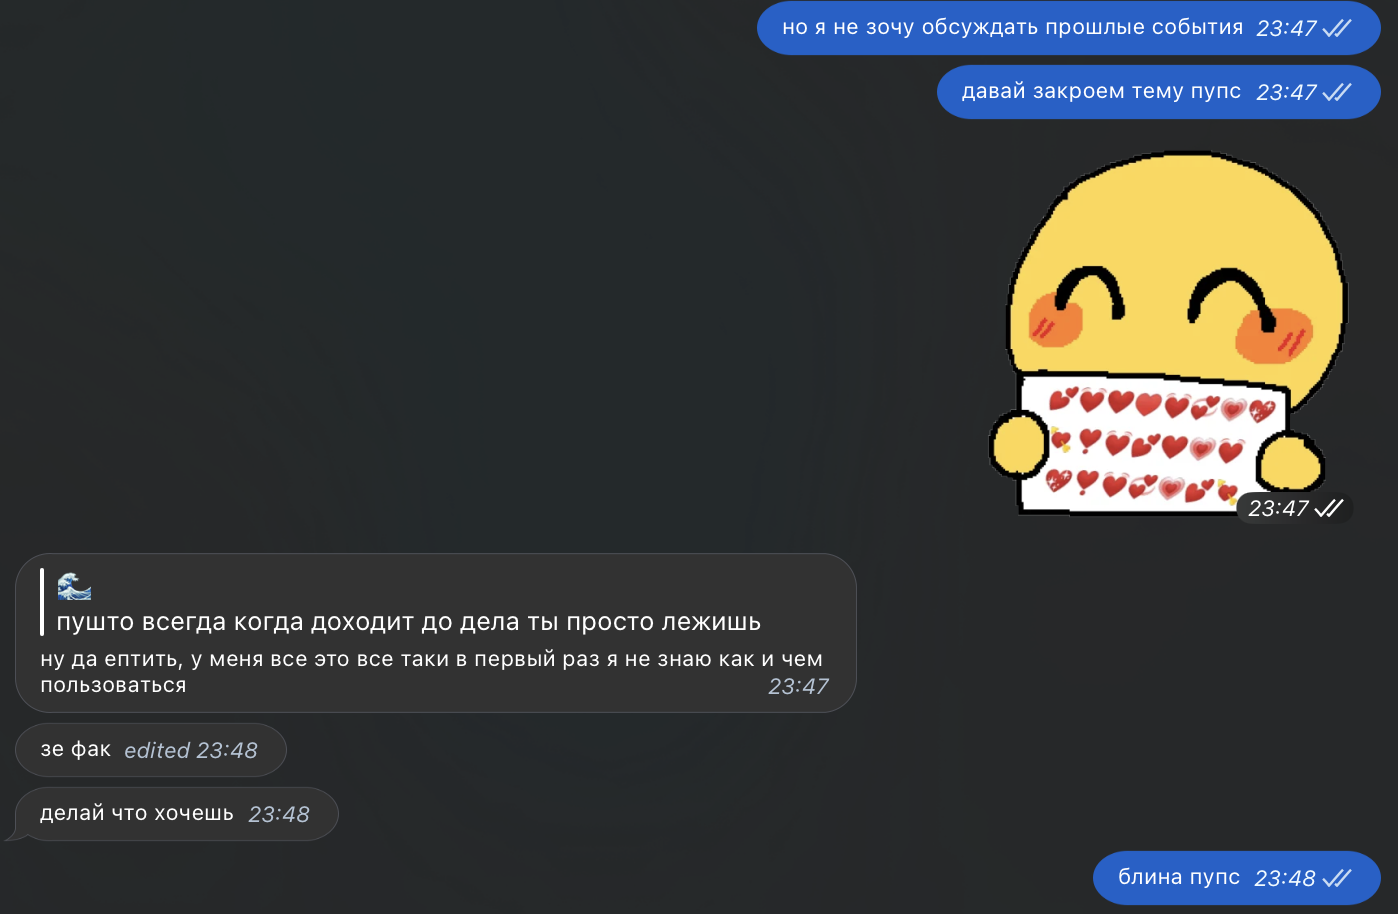 но я не зочу обсуждать прошлые события 23:47
давай закроем тему пупс 23:47
23:47
🌊
пушто всегда когда доходит до дела ты просто лежишь
ну да ептить, у меня все это все таки в первый раз я не знаю как и чем
пользоваться 23:47
зе фак edited 23:48
делай что хочешь 23:48
блина пупс 23:48